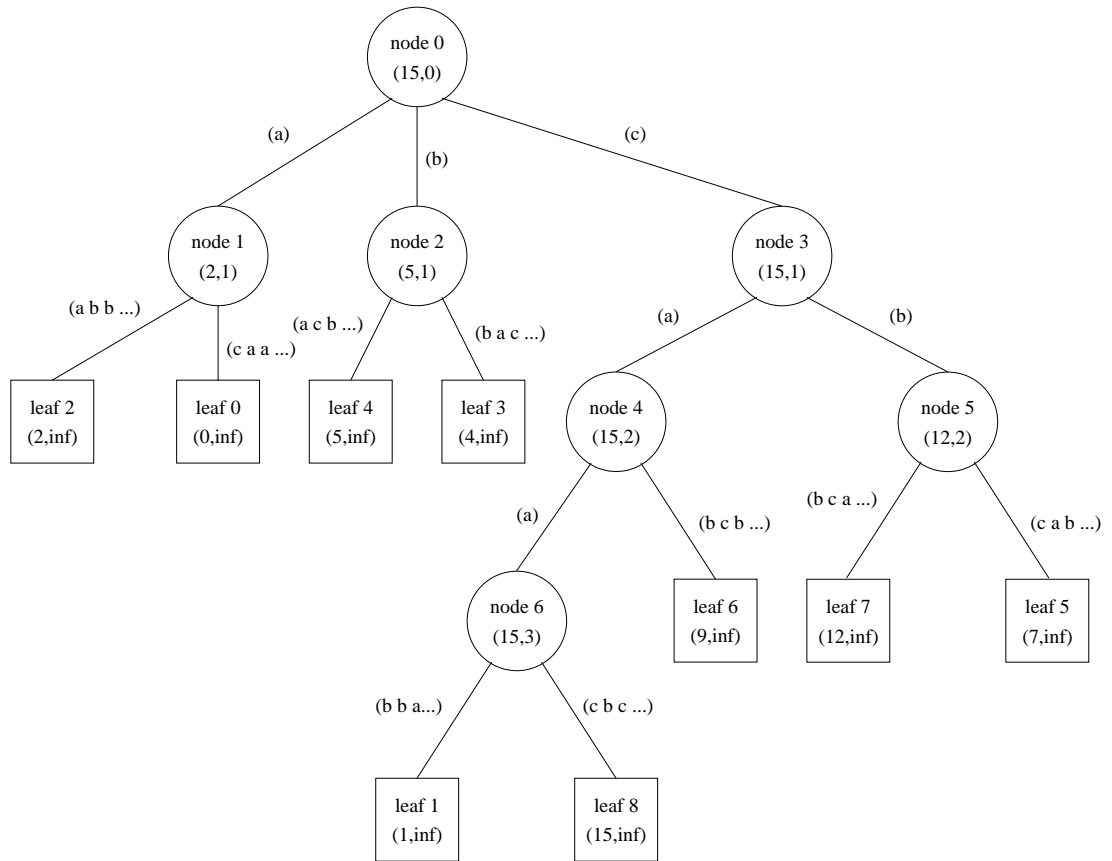 node 0
(15,0)
(a)
(b)
(c)
node 1
(2,1)
node 2
(5,1)
node 3
(15,1)
(a b b ...)
(c a a ...)
(a c b ...)
(b a c ...)
(a)
(b)
leaf 2
(2,inf)
leaf 0
(0,inf)
leaf 4
(5,inf)
leaf 3
(4,inf)
node 4
(15,2)
node 5
(12,2)
(a)
(b c b ...)
(b c a ...)
(c a b ...)
node 6
(15,3)
leaf 6
(9,inf)
leaf 7
(12,inf)
leaf 5
(7,inf)
(b b a...)
(c b c ...)
leaf 1
(1,inf)
leaf 8
(15,inf)